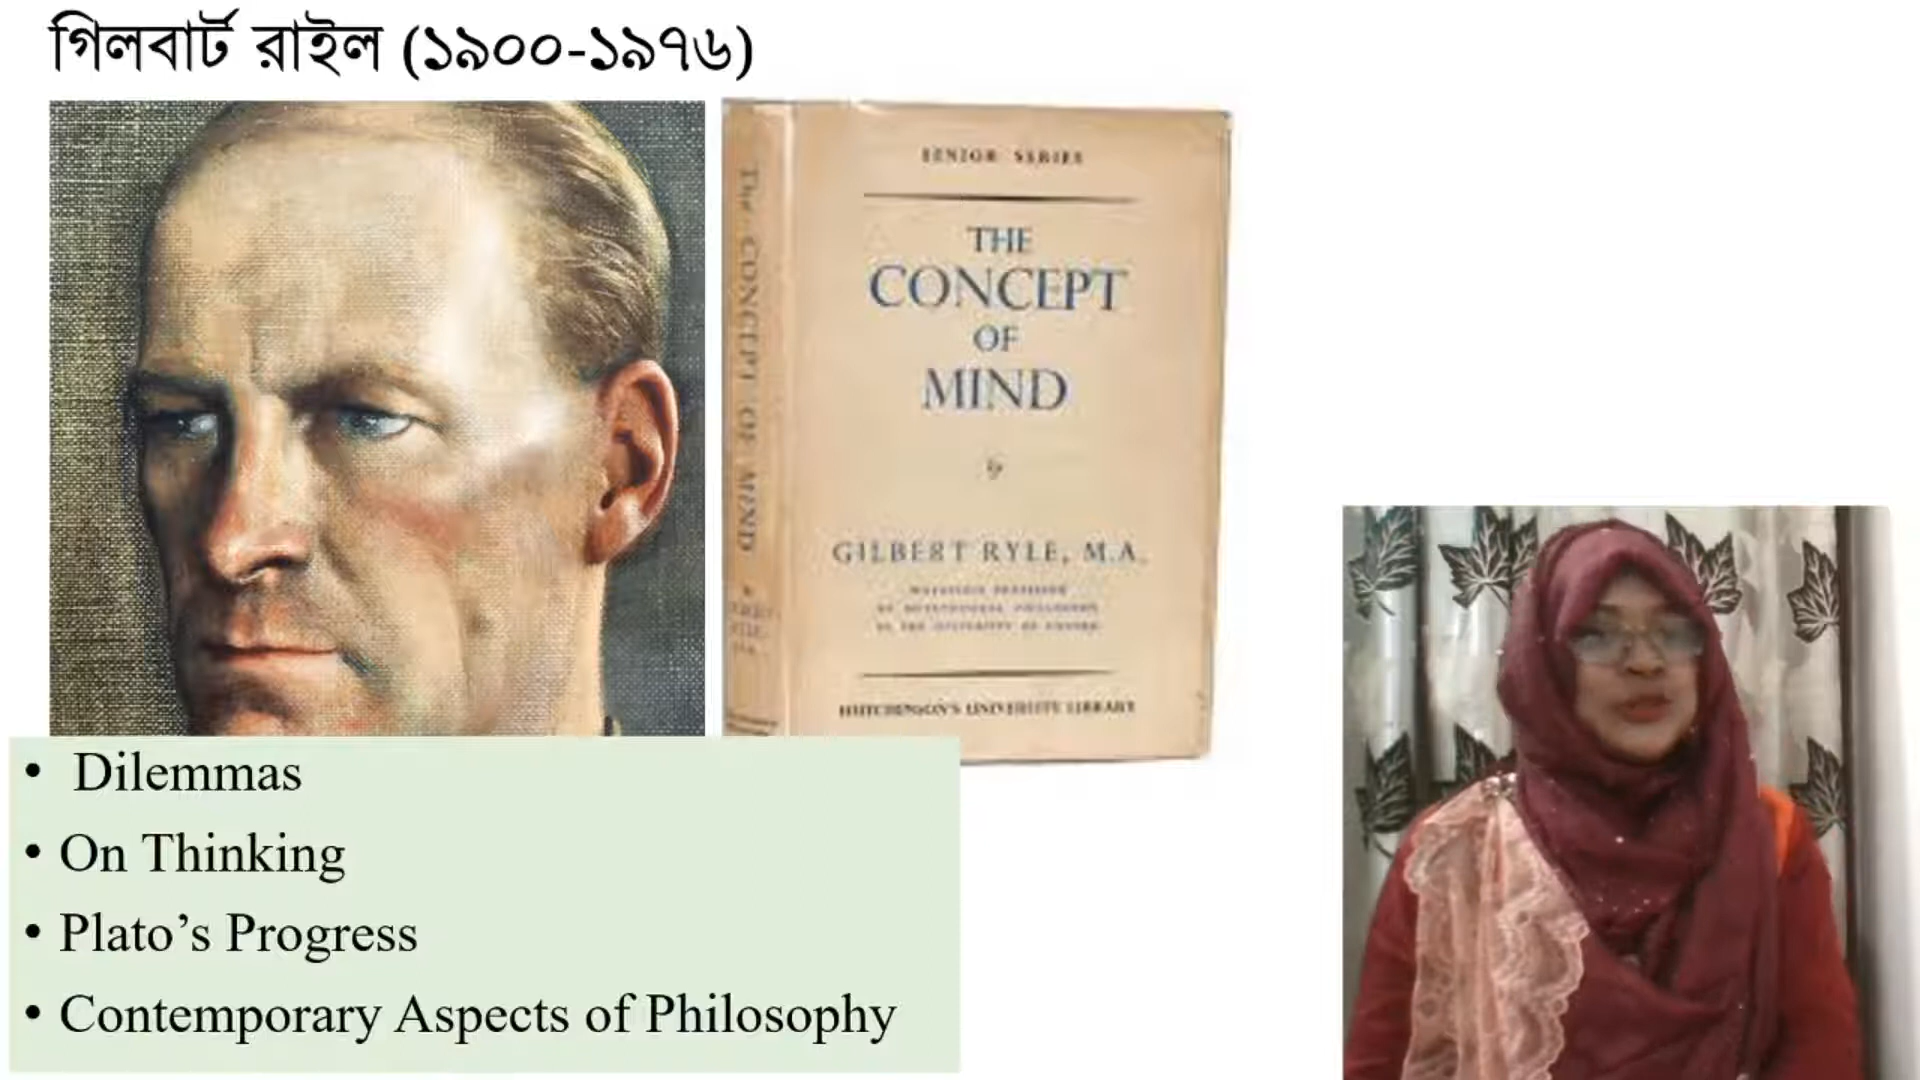 গিলবার্ট রাইল (১৯০০-১৯৭৬)
THE CONCEPT OF MIND
SENIOR SERIES
THE
CONCEPT
OF
MIND
by
GILBERT RYLE, M.A.
HUTCHINSON'S UNIVERSITY LIBRARY
• Dilemmas
• On Thinking
• Plato’s Progress
• Contemporary Aspects of Philosophy